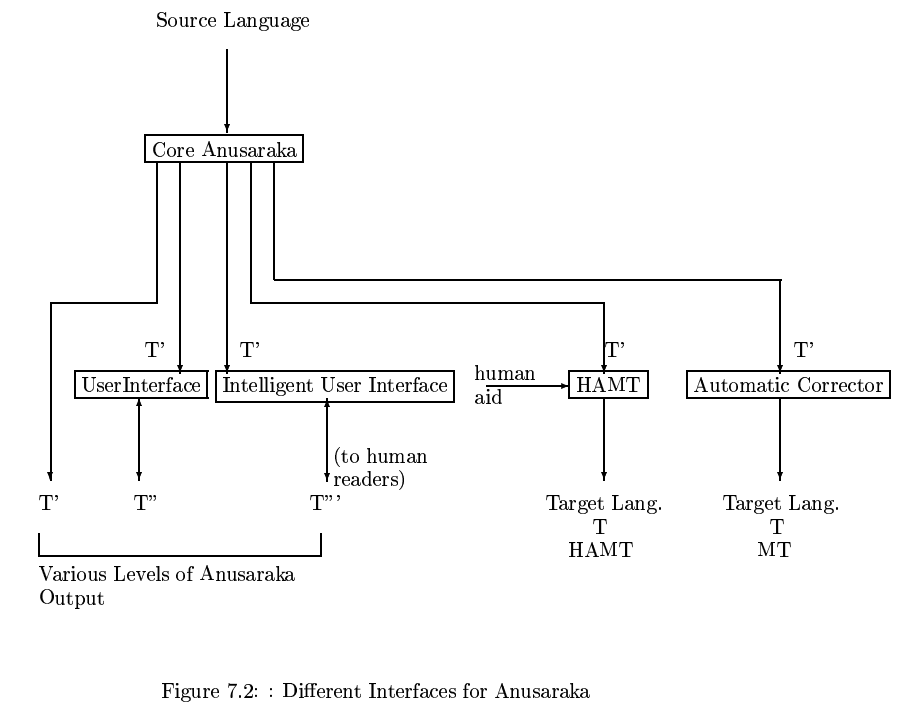 Source Language
Core Anusaraka
T' T' T' T'
UserInterface Intelligent User Interface human aid HAMT Automatic Corrector
(to human
readers)
T' T" T"' Target Lang. Target Lang.
T T
HAMT MT
Various Levels of Anusaraka
Output
Figure 7.2: : Different Interfaces for Anusaraka